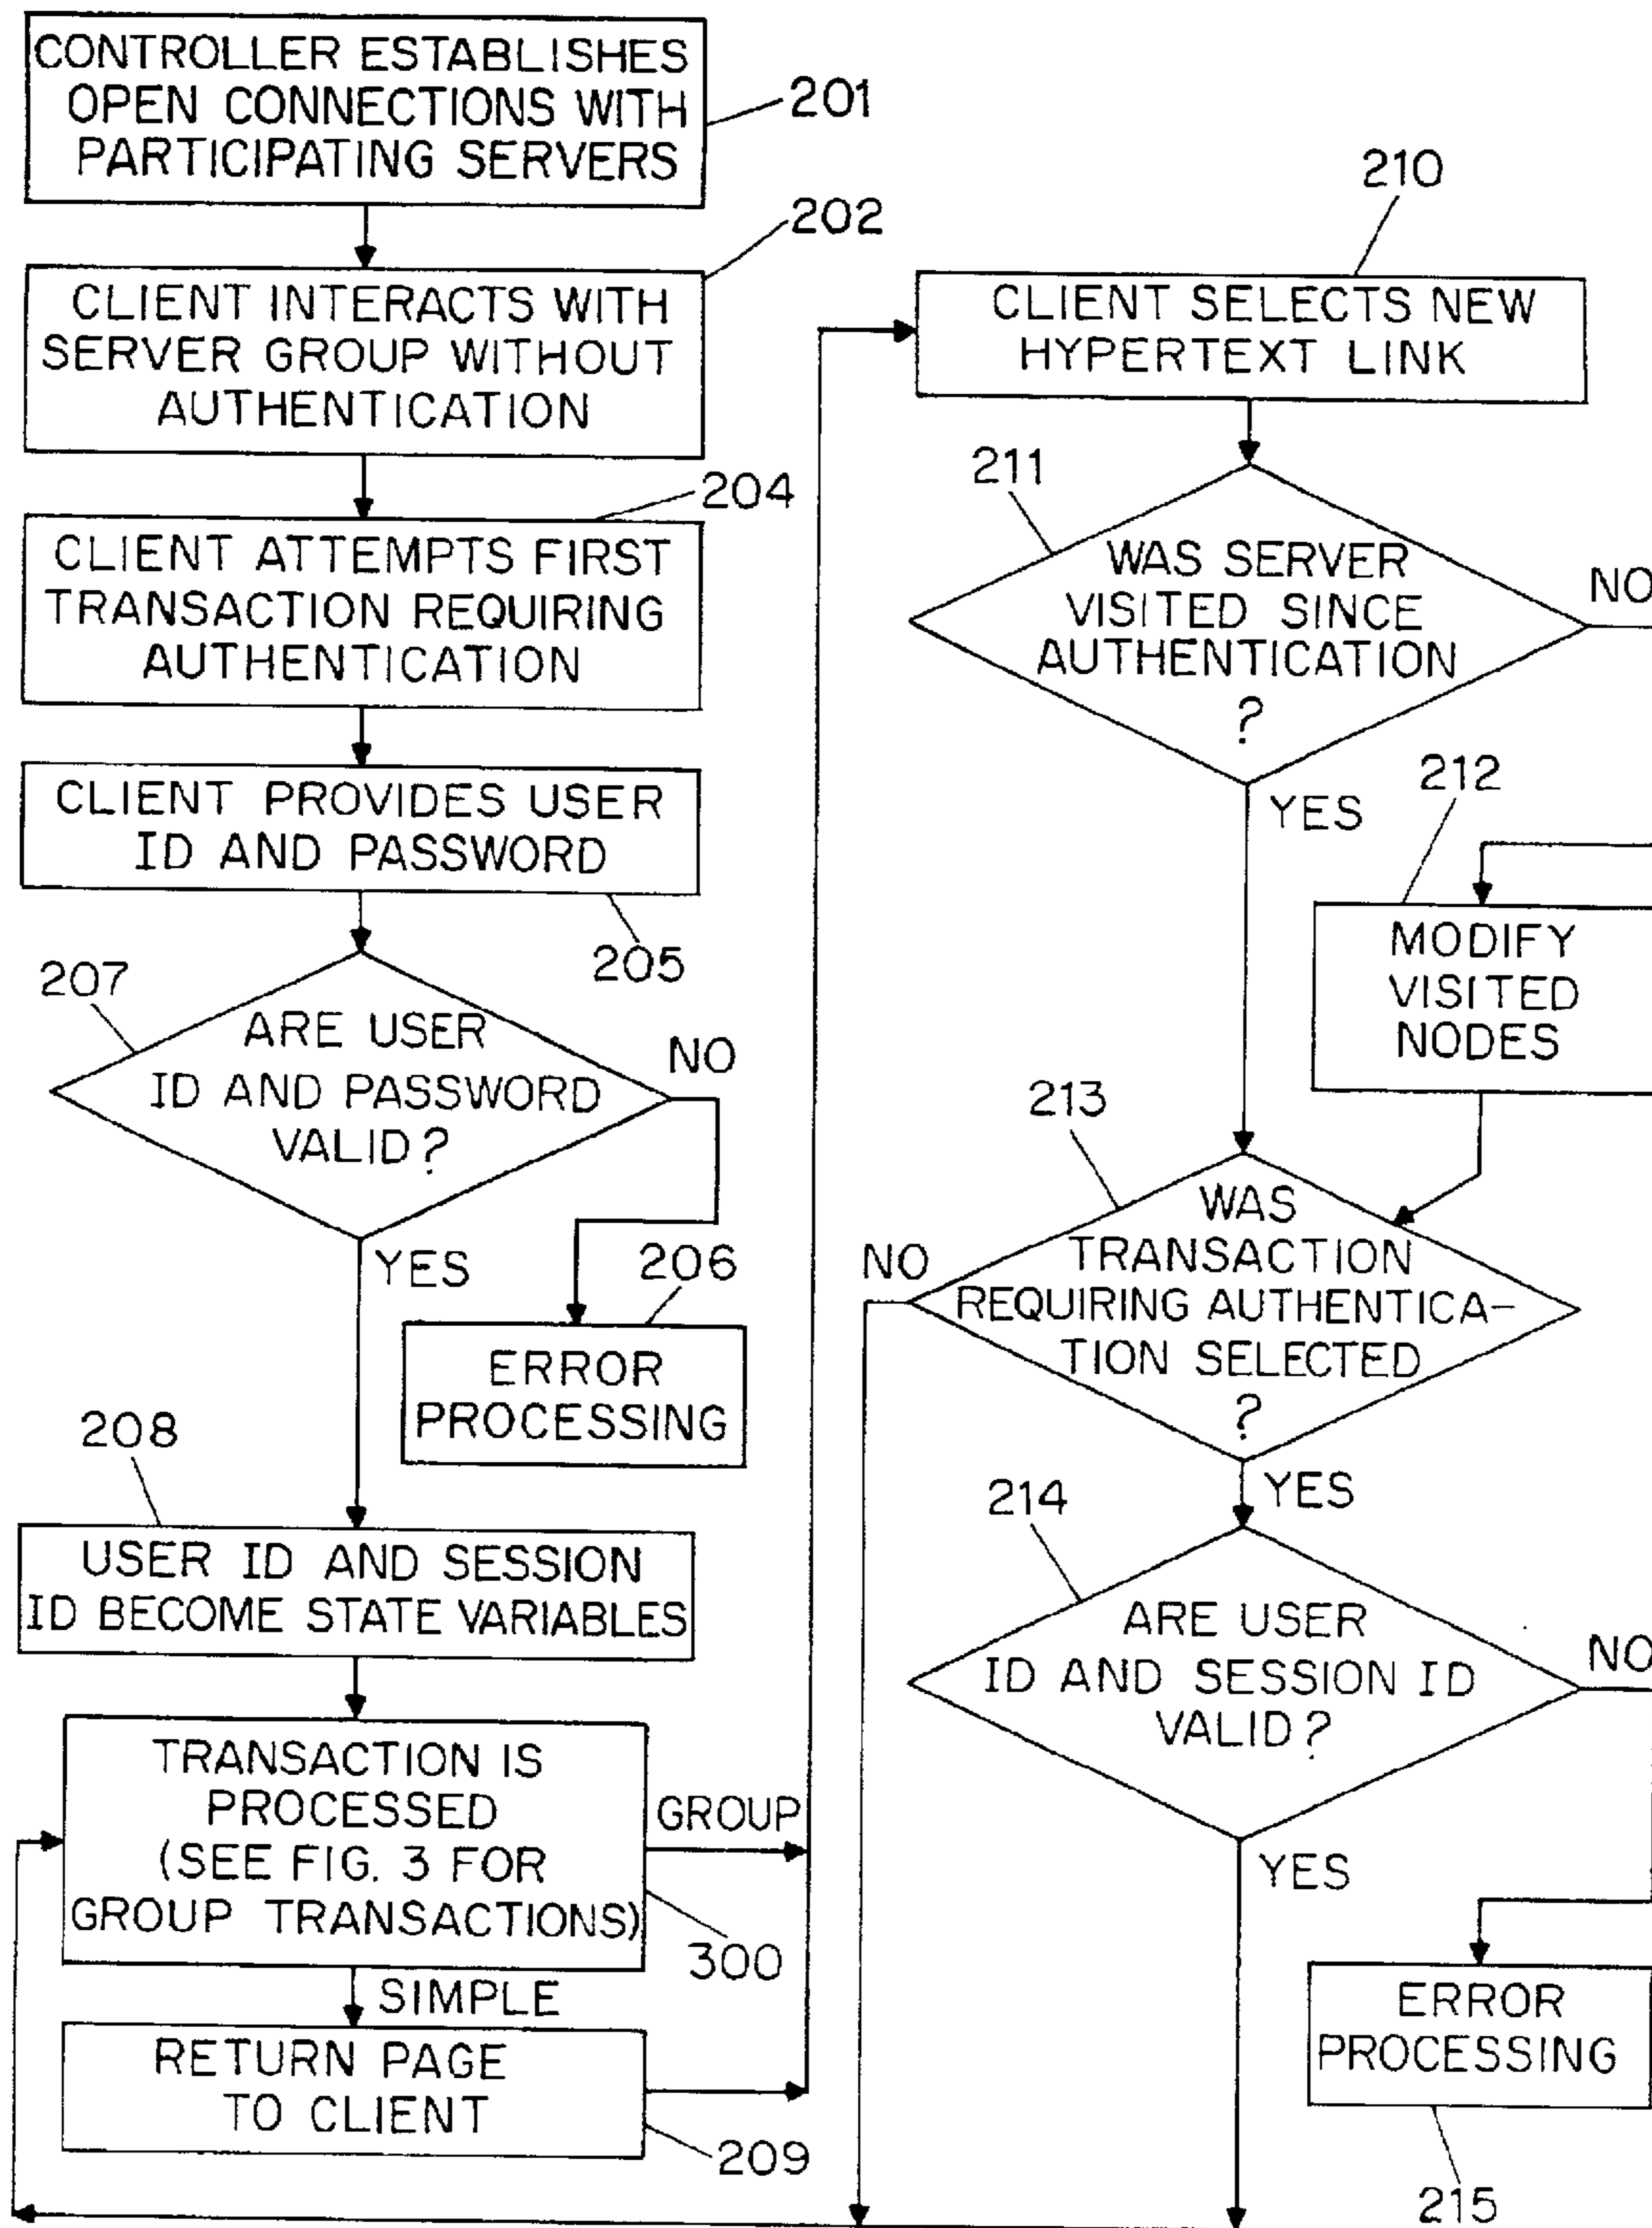 CONTROLLER ESTABLISHES
OPEN CONNECTIONS WITH
PARTICIPATING SERVERS
201
202
CLIENT INTERACTS WITH
SERVER GROUP WITHOUT
AUTHENTICATION
204
CLIENT ATTEMPTS FIRST
TRANSACTION REQUIRING
AUTHENTICATION
CLIENT PROVIDES USER
ID AND PASSWORD
205
207
ARE USER
ID AND PASSWORD
VALID?
NO
YES
206
ERROR
PROCESSING
208
USER ID AND SESSION
ID BECOME STATE VARIABLES
TRANSACTION IS
PROCESSED
(SEE FIG. 3 FOR
GROUP TRANSACTIONS)
GROUP
300
SIMPLE
RETURN PAGE
TO CLIENT
209
210
CLIENT SELECTS NEW
HYPERTEXT LINK
211
WAS SERVER
VISITED SINCE
AUTHENTICATION
?
NO
YES
212
MODIFY
VISITED
NODES
213
WAS
TRANSACTION
REQUIRING AUTHENTICA-
TION SELECTED
?
NO
YES
214
ARE USER
ID AND SESSION ID
VALID?
NO
YES
ERROR
PROCESSING
215